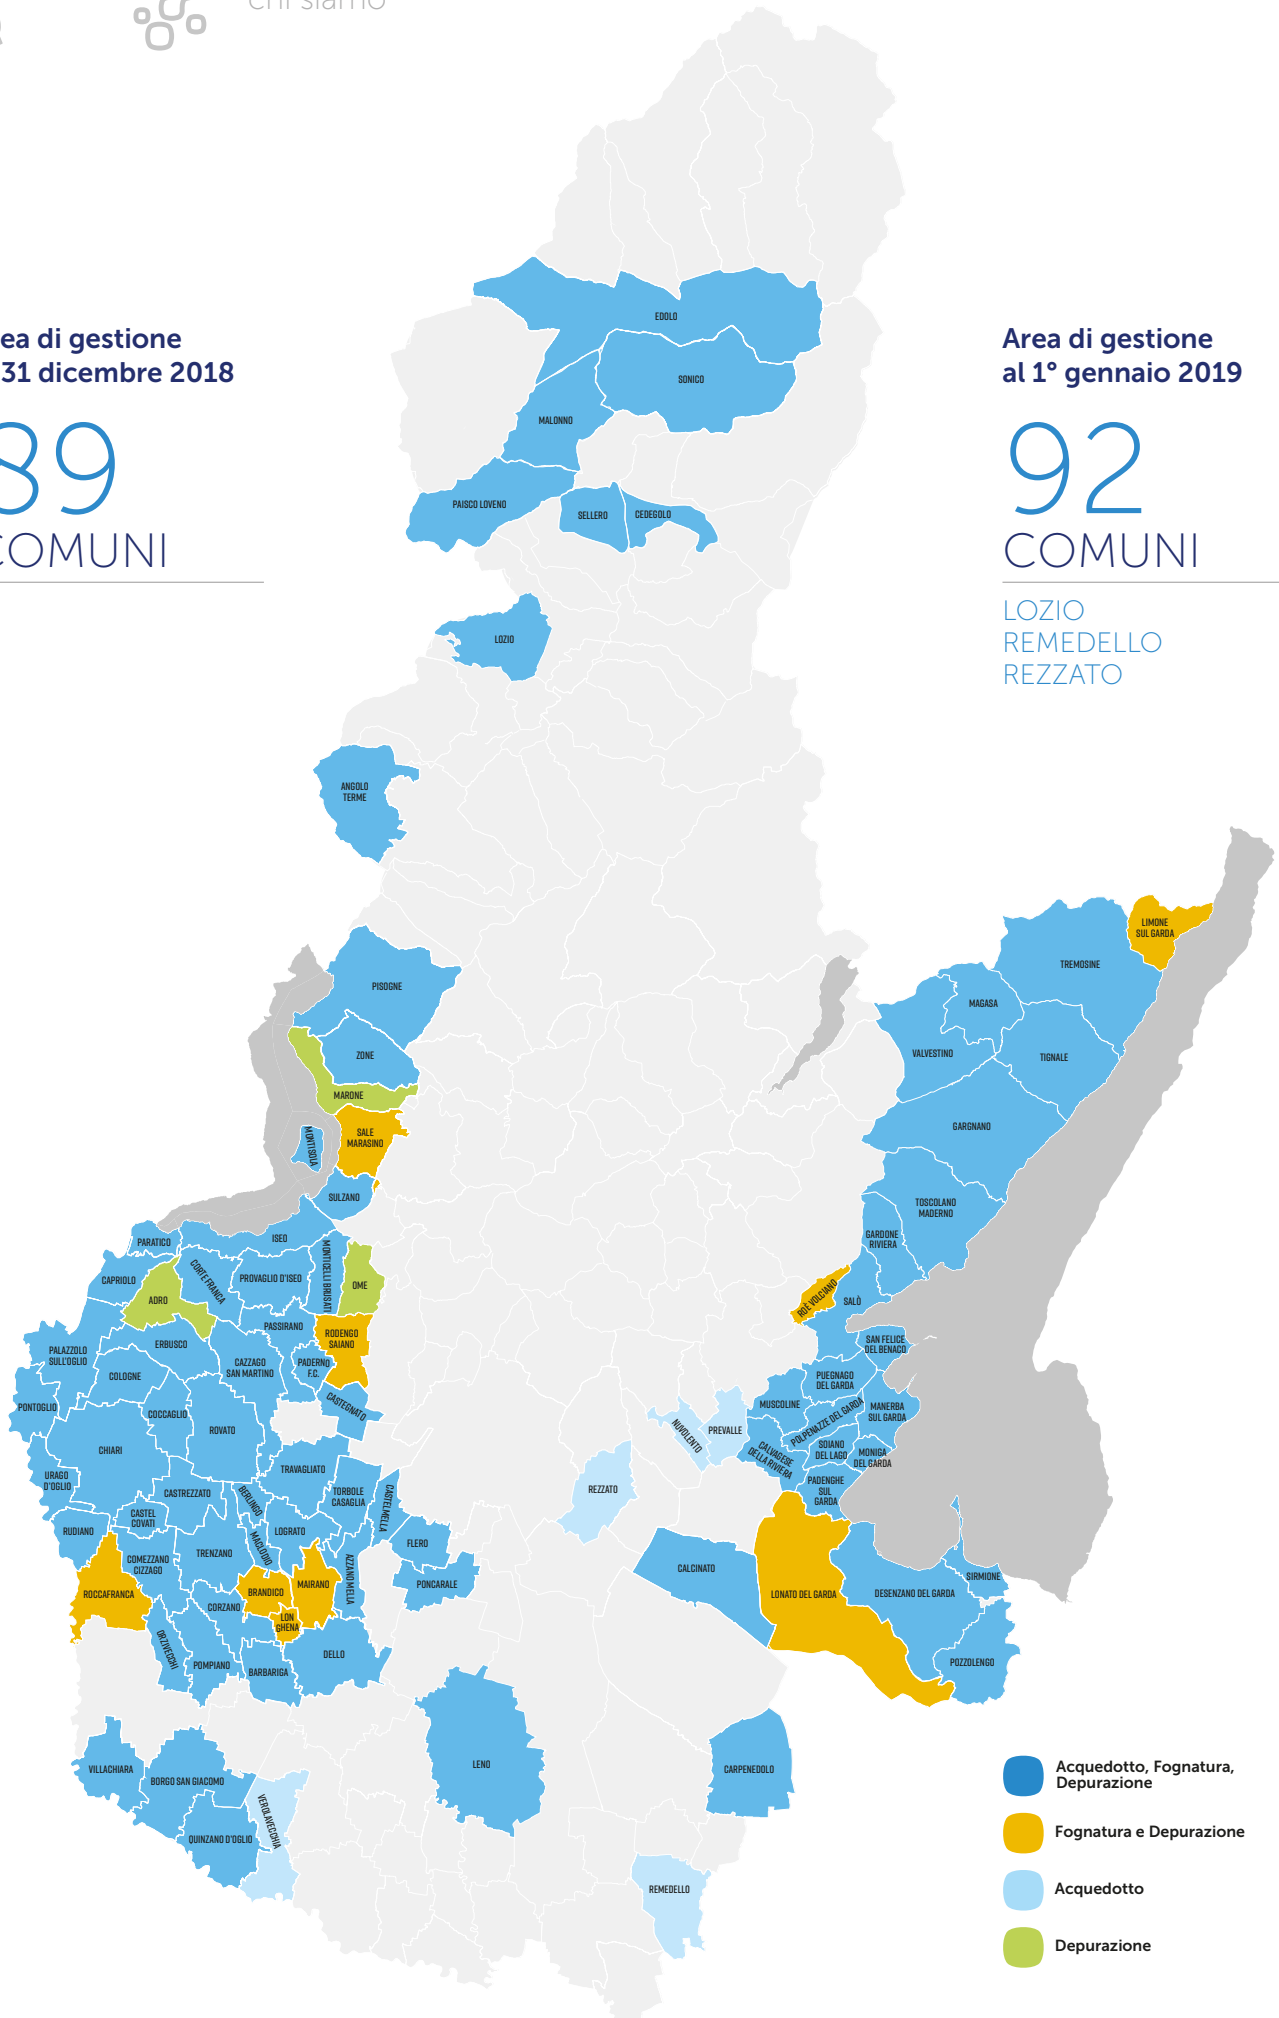 chi siamo
ea di gestione
31 dicembre 2018
89
COMUNI
Area di gestione
al 1° gennaio 2019
92
COMUNI
LOZIO
REMEDELLO
REZZATO
EDOLO
SONICO
MALONNO
PAISCO LOVENO
SELLERO
CEDEGOLO
LOZIO
ANGOLO
TERME
PISOGNE
ZONE
MARONE
SALE
MARASINO
MONTISOLA
SULZANO
LIMONE
SUL GARDA
TREMOSINE
MAGASA
VALVESTINO
TIGNALE
GARGNANO
TOSCOLANO
MADERNO
GARDONE
RIVIERA
ROÈ VOLCIANO
SALÒ
SAN FELICE
DEL BENACO
PUEGNAGO
DEL GARDA
MUSCOLINE
POLPENAZZE DEL GARDA
MANERBA
SUL GARDA
SOIANO
DEL LAGO
MONIGA
DEL GARDA
CALVAGESE
DELLA RIVIERA
PADENGHE
SUL
GARDA
NUVOLENTO
PREVALLE
REZZATO
CALCINATO
LONATO DEL GARDA
DESENZANO DEL GARDA
SIRMIONE
POZZOLENGO
PARATICO
ISEO
CAPRIOLO
ADRO
CORTE FRANCA
PROVAGLIO D'ISEO
MONTICELLI BRUSATI
OME
PASSIRANO
RODENGO
SAIANO
PALAZZOLO
SULL'OGLIO
ERBUSCO
COLOGNE
CAZZAGO
SAN MARTINO
PADERNO
F.C.
CASTEGNATO
PONTOGLIO
COCCAGLIO
ROVATO
CHIARI
URAGO
D'OGLIO
TRAVAGLIATO
CASTREZZATO
BERLINGO
TORBOLE
CASAGLIA
CASTELMELLA
RUDIANO
CASTEL
COVATI
LOGRATO
MACLODIO
FLERO
COMEZZANO
CIZZAGO
TRENZANO
AZZANO MELLA
PONCARALE
ROCCAFRANCA
BRANDICO
MAIRANO
CORZANO
LON
GHENA
ORZIVECCHI
POMPIANO
BARBARIGA
DELLO
VILLACHIARA
BORGO SAN GIACOMO
VEROLAVECCHIA
QUINZANO D'OGLIO
LENO
CARPENEDOLO
REMEDELLO
Acquedotto, Fognatura,
Depurazione
Fognatura e Depurazione
Acquedotto
Depurazione